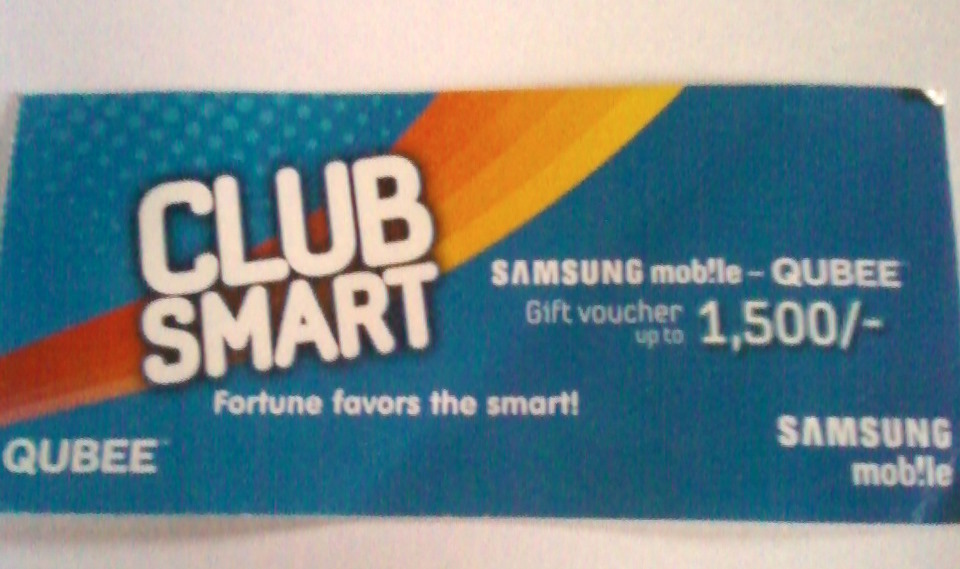 CLUB
SMART
Fortune favors the smart!
SAMSUNG mob!le – QUBEE
Gift voucher
up to 1,500/-
QUBEE
SAMSUNG
mob!le